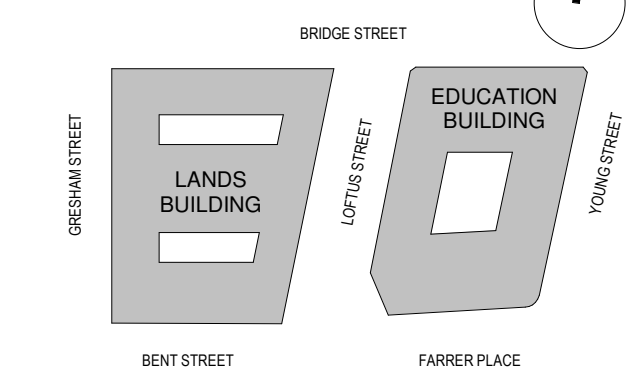 BRIDGE STREET
GRESHAM STREET
LANDS
BUILDING
LOFTUS STREET
EDUCATION
BUILDING
YOUNG STREET
BENT STREET
FARRER PLACE